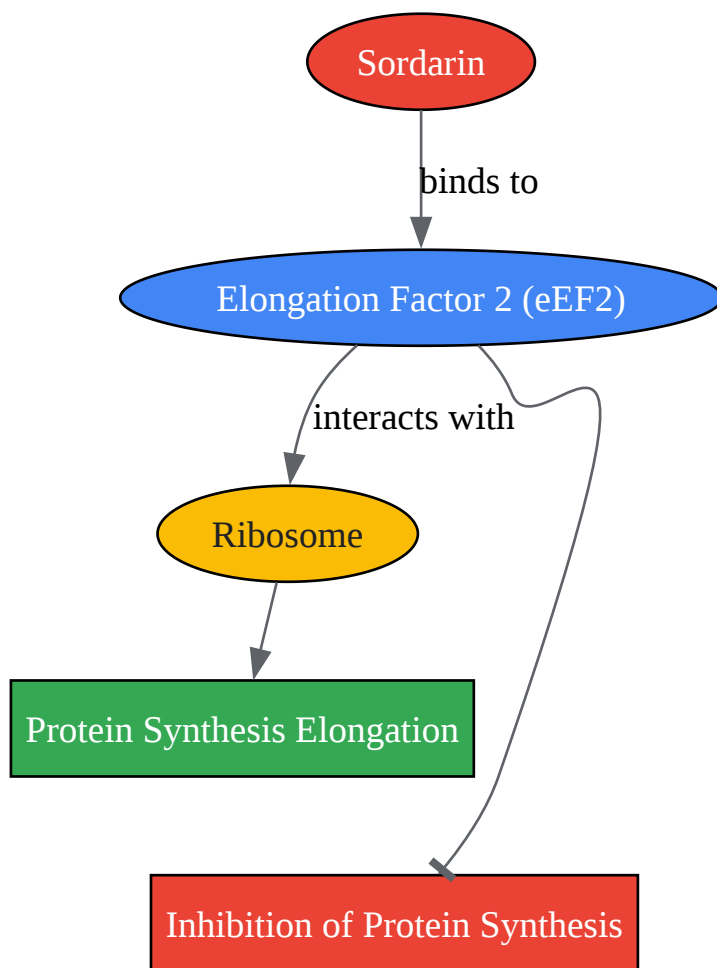 Sordarin
binds to
Elongation Factor 2 (eEF2)
interacts with
Ribosome
Protein Synthesis Elongation
Inhibition of Protein Synthesis